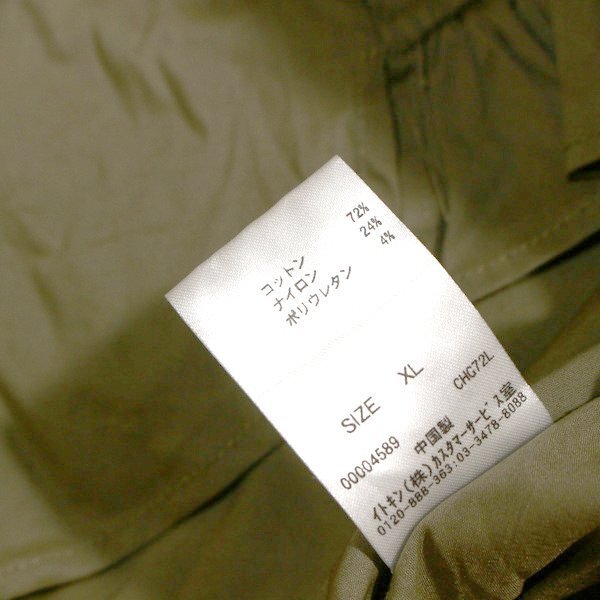 コットン 72%
ナイロン 24%
ポリウレタン 4%
SIZE XL
00004589 中国製 CHG72L
イトキン(株)カスタマーサービス室
0120-888-363:03-3478-8088